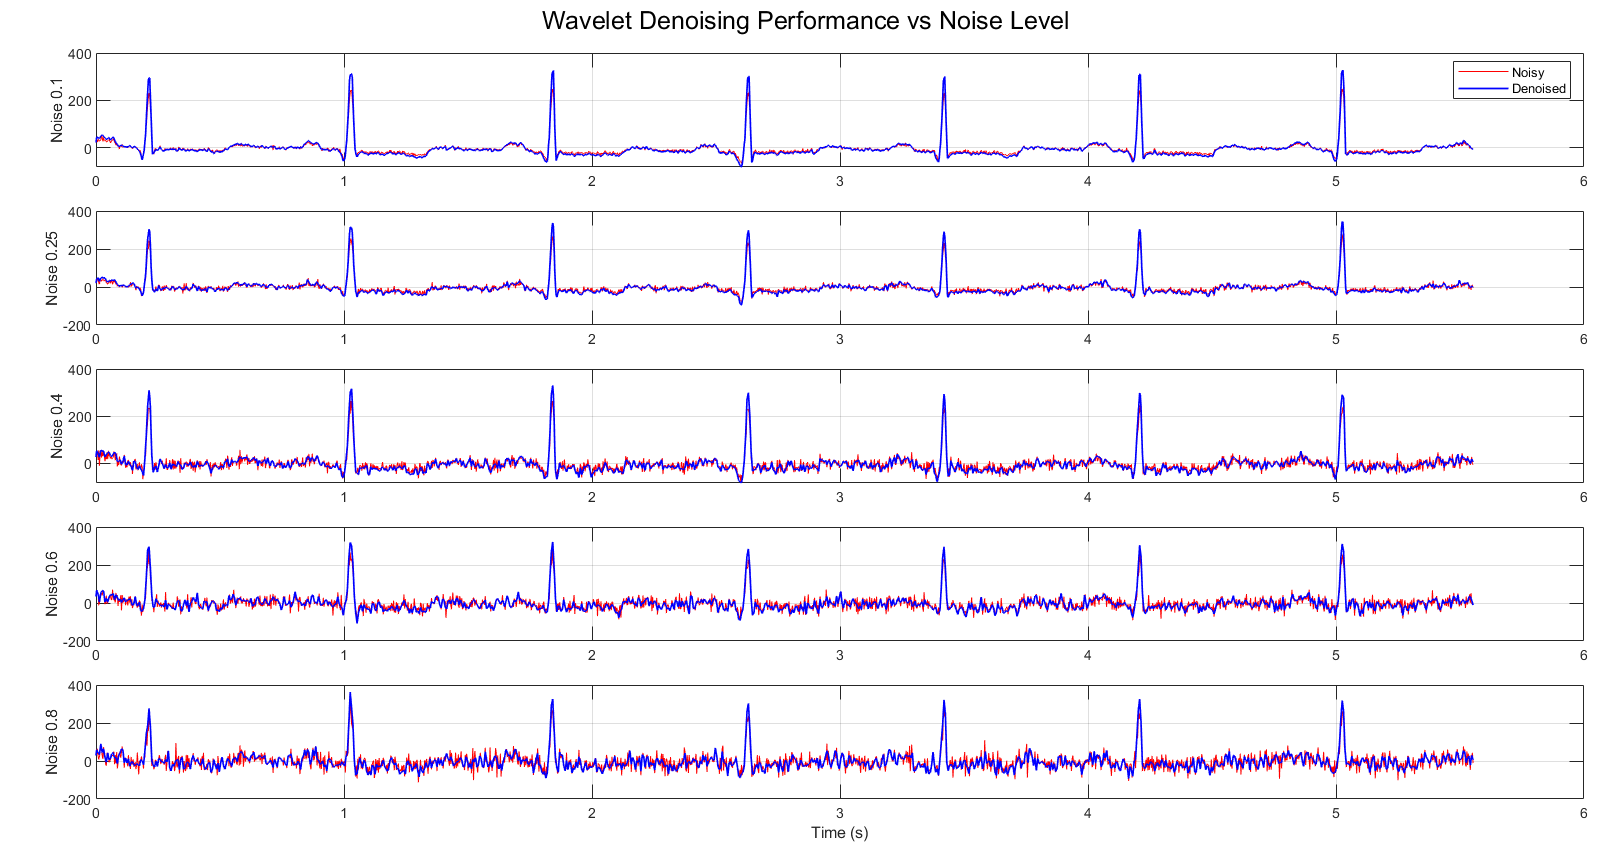 Wavelet Denoising Performance vs Noise Level
400
200
0
Noise 0.1
Noisy
Denoised
0 1 2 3 4 5 6
400
200
0
-200
Noise 0.25
0 1 2 3 4 5 6
400
200
0
Noise 0.4
0 1 2 3 4 5 6
400
200
0
-200
Noise 0.6
0 1 2 3 4 5 6
400
200
0
-200
Noise 0.8
0 1 2 3 4 5 6
Time (s)